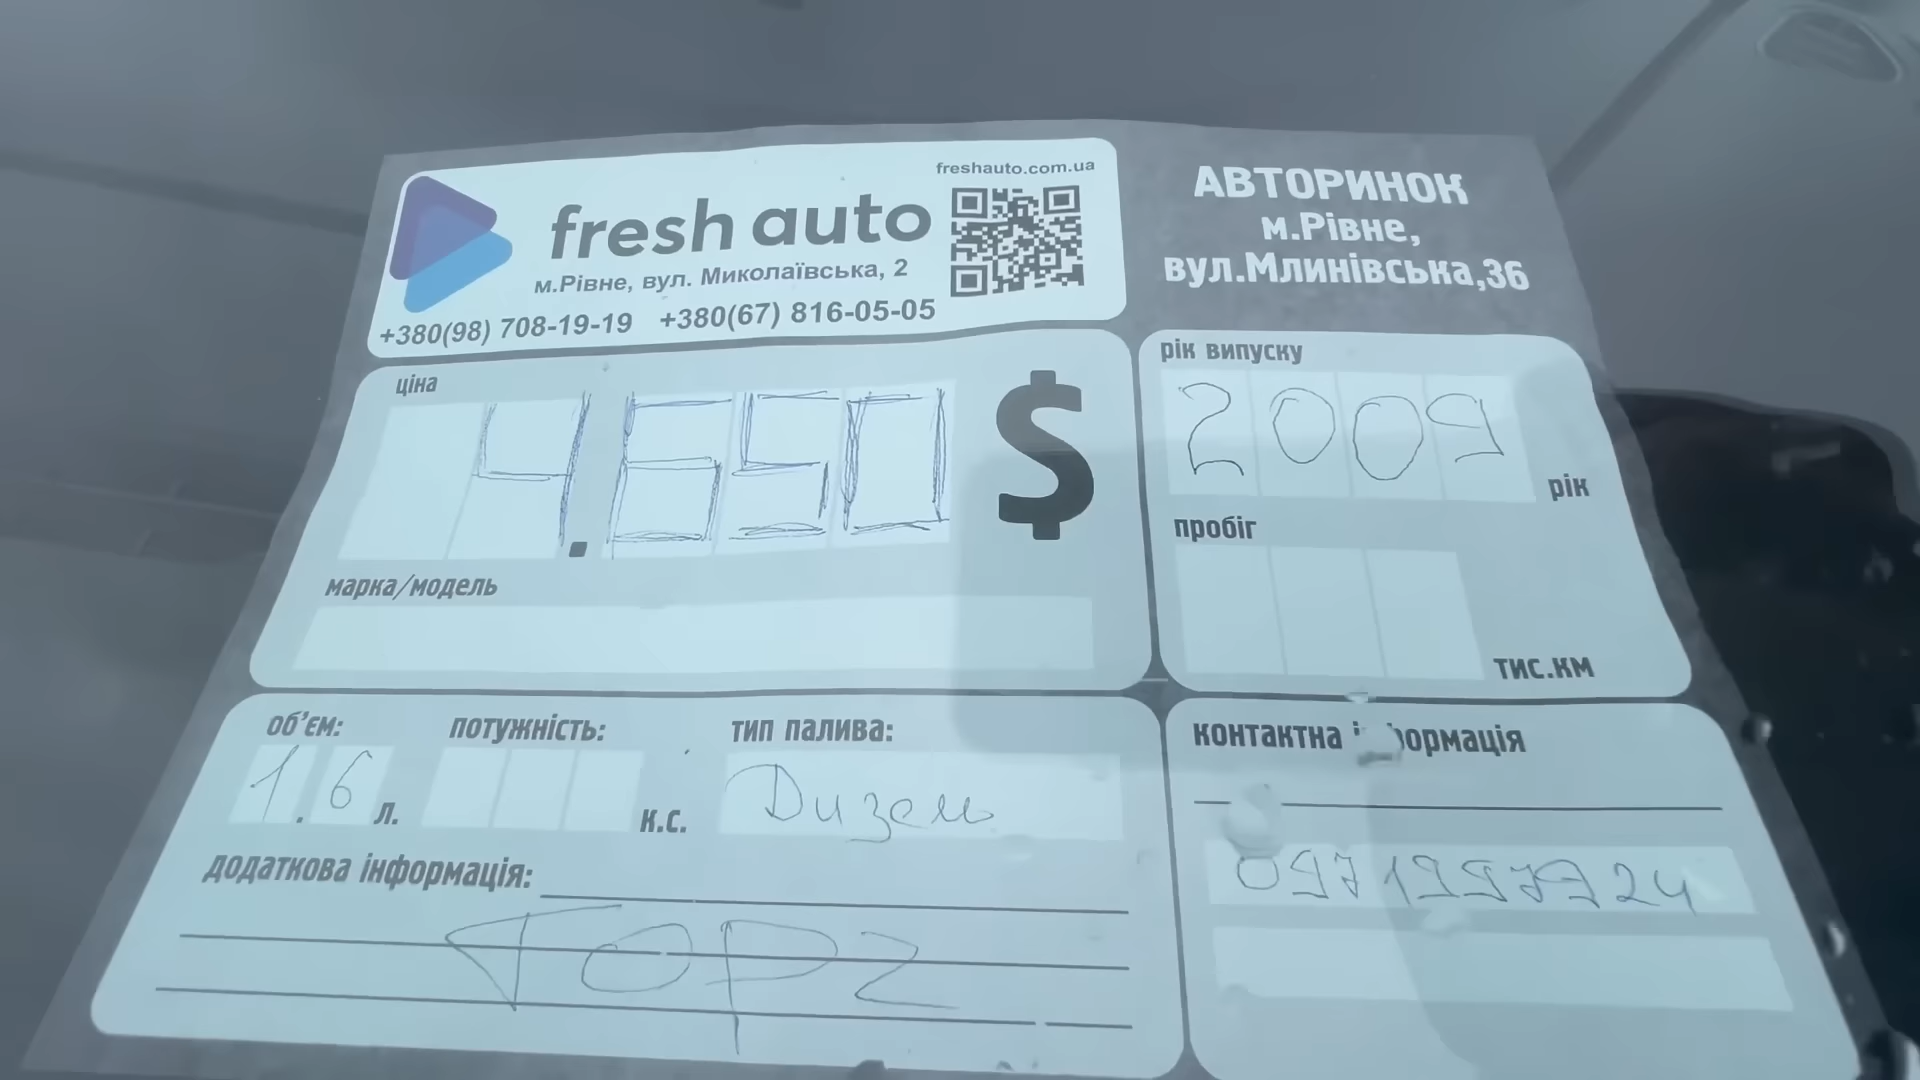 freshauto.com.ua
fresh auto
м.Рівне, вул. Миколаївська, 2
+380(98) 708-19-19 +380(67) 816-05-05
АВТОРИНОК
м.Рівне,
вул.Млинівська,36
ціна
4.650 $
марка/модель
рік випуску
2009 рік
пробіг
тис.км
об'єм:
1.6 л.
потужність:
к.с.
тип палива:
Дизель
додаткова інформація:
ТОРГ
контактна інформація
0971997724